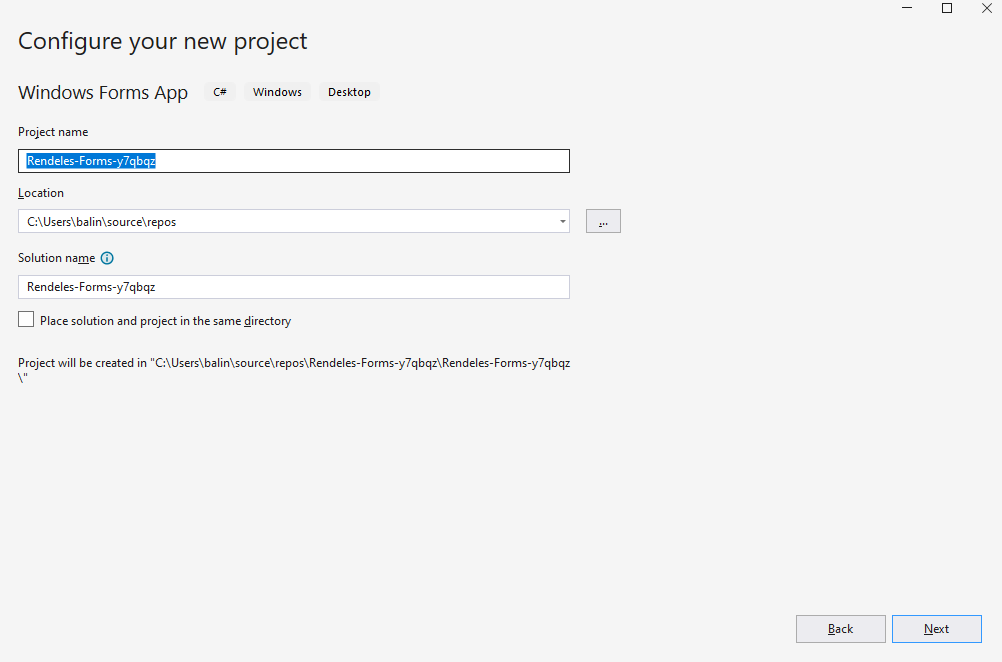 Configure your new project
Windows Forms App C# Windows Desktop
Project name
Rendeles-Forms-y7qbqz
Location
C:\Users\balin\source\repos
...
Solution name
Rendeles-Forms-y7qbqz
Place solution and project in the same directory
Project will be created in "C:\Users\balin\source\repos\Rendeles-Forms-y7qbqz\Rendeles-Forms-y7qbqz
\"
Back Next